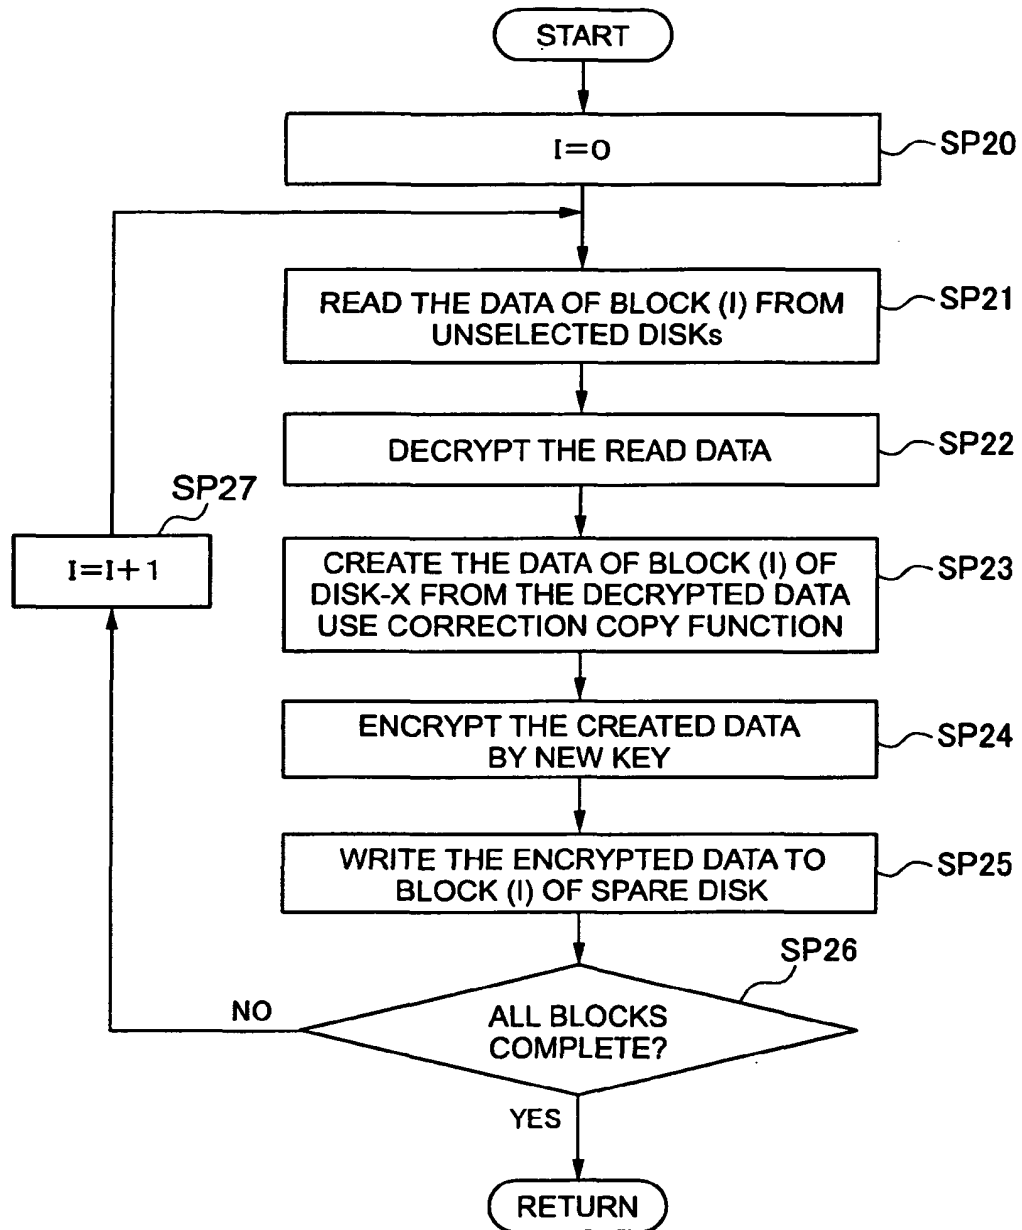 START
I=0
SP20
READ THE DATA OF BLOCK (I) FROM
UNSELECTED DISKs
SP21
DECRYPT THE READ DATA
SP22
SP27
I=I+1
CREATE THE DATA OF BLOCK (I) OF
DISK-X FROM THE DECRYPTED DATA
USE CORRECTION COPY FUNCTION
SP23
ENCRYPT THE CREATED DATA
BY NEW KEY
SP24
WRITE THE ENCRYPTED DATA TO
BLOCK (I) OF SPARE DISK
SP25
SP26
NO
ALL BLOCKS
COMPLETE?
YES
RETURN